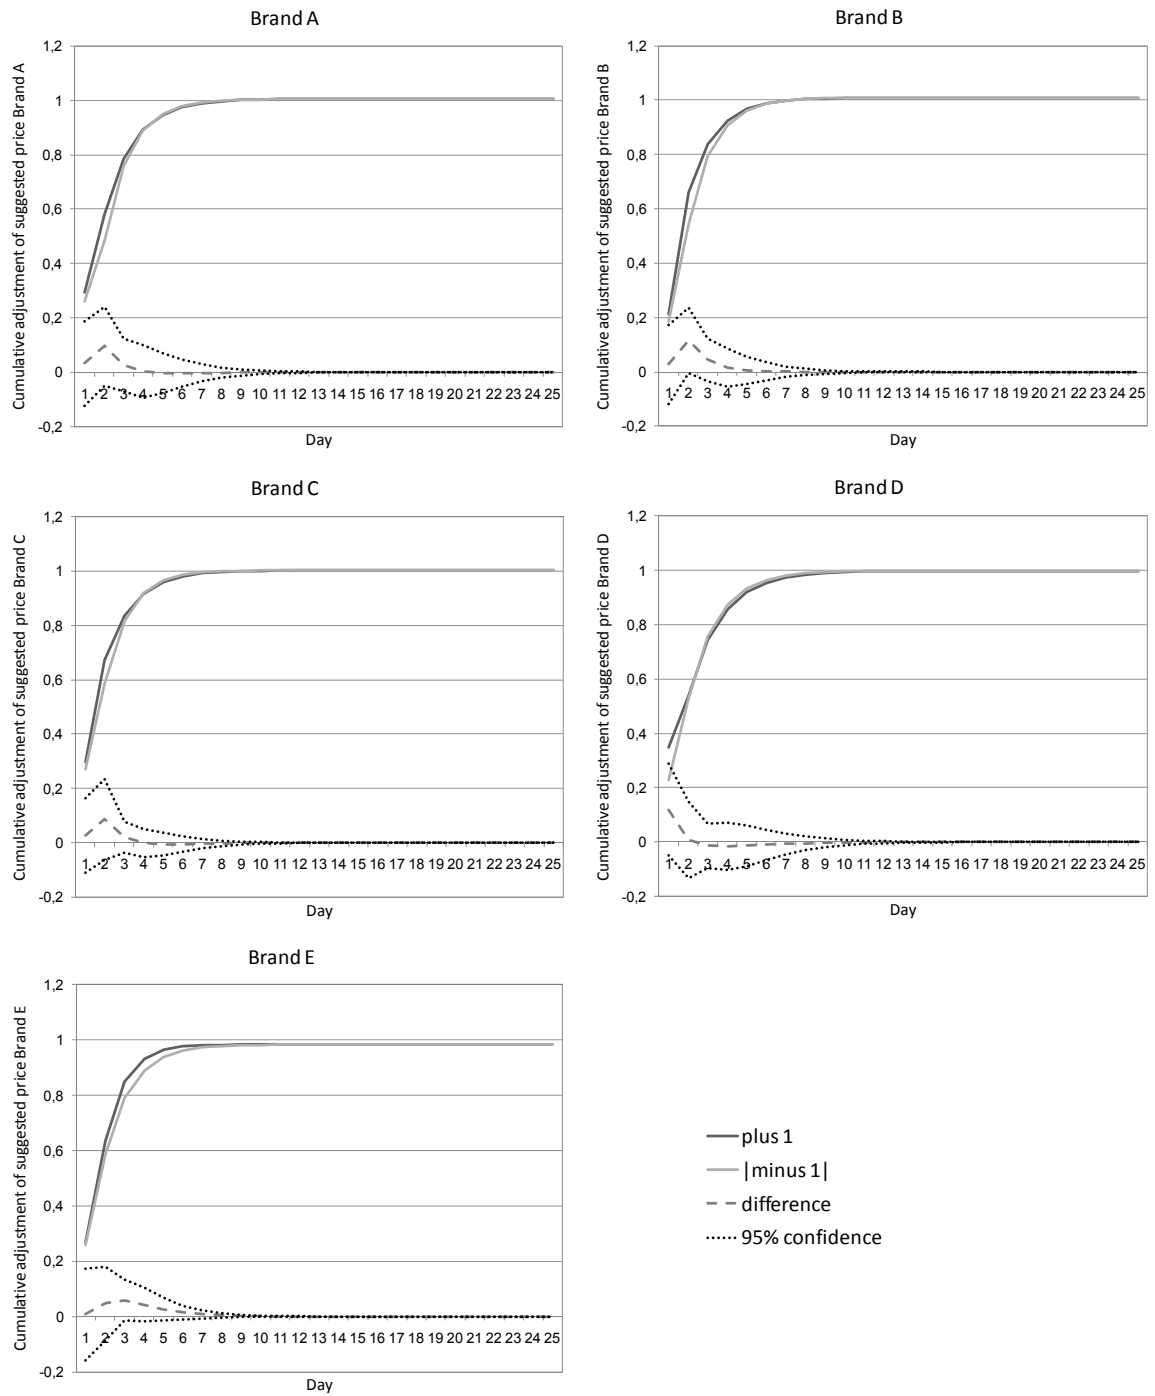 Brand A
Cumulative adjustment of suggested price Brand A
1,2
1
0,8
0,6
0,4
0,2
0
-0,2
1 2 3 4 5 6 7 8 9 10 11 12 13 14 15 16 17 18 19 20 21 22 23 24 25
Day
Brand B
Cumulative adjustment of suggested price Brand B
1,2
1
0,8
0,6
0,4
0,2
0
-0,2
1 2 3 4 5 6 7 8 9 10 11 12 13 14 15 16 17 18 19 20 21 22 23 24 25
Day
Brand C
Cumulative adjustment of suggested price Brand C
1,2
1
0,8
0,6
0,4
0,2
0
-0,2
1 2 3 4 5 6 7 8 9 10 11 12 13 14 15 16 17 18 19 20 21 22 23 24 25
Day
Brand D
Cumulative adjustment of suggested price Brand D
1,2
1
0,8
0,6
0,4
0,2
0
-0,2
1 2 3 4 5 6 7 8 9 10 11 12 13 14 15 16 17 18 19 20 21 22 23 24 25
Day
Brand E
Cumulative adjustment of suggested price Brand E
1,2
1
0,8
0,6
0,4
0,2
0
-0,2
1 2 3 4 5 6 7 8 9 10 11 12 13 14 15 16 17 18 19 20 21 22 23 24 25
Day
plus 1
|minus 1|
difference
95% confidence